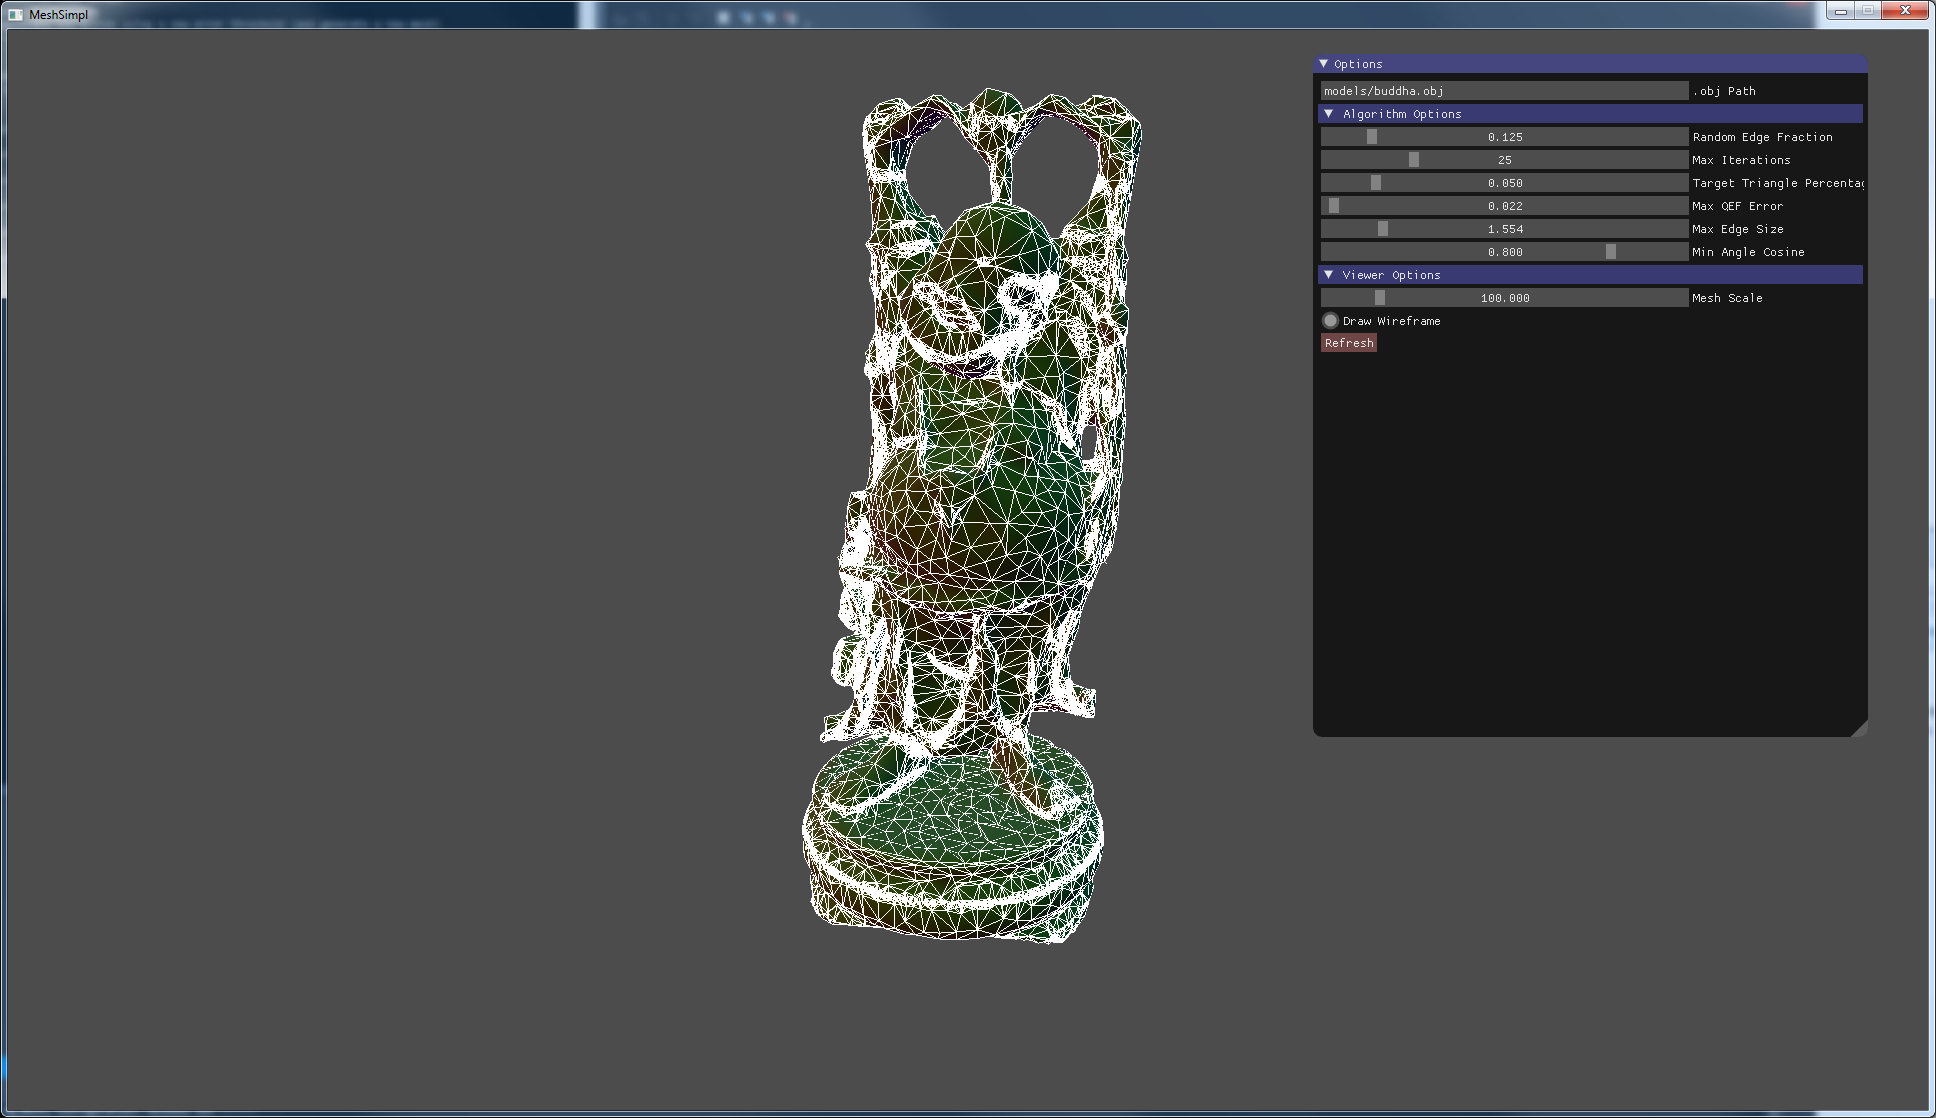 MeshSimpl
Options
models/buddha.obj .obj Path
Algorithm Options
0.125 Random Edge Fraction
25 Max Iterations
0.050 Target Triangle Percentag
0.022 Max QEF Error
1.554 Max Edge Size
0.800 Min Angle Cosine
Viewer Options
100.000 Mesh Scale
Draw Wireframe
Refresh